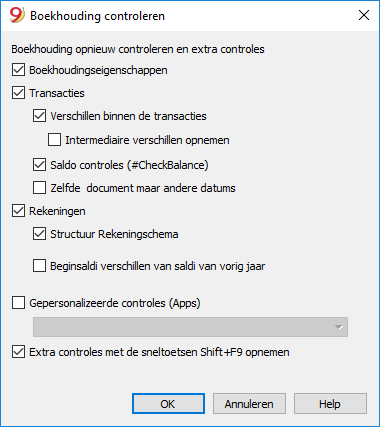 9 Boekhouding controleren
Boekhouding opnieuw controleren en extra controles
Boekhoudingseigenschappen
Transacties
Verschillen binnen de transacties
Intermediaire verschillen opnemen
Saldo controles (#CheckBalance)
Zelfde document maar andere datums
Rekeningen
Structuur Rekeningschema
Beginsaldi verschillen van saldi van vorig jaar
Gepersonalizeerde controles (Apps)
Extra controles met de sneltoetsen Shift+F9 opnemen
OK Annuleren Help